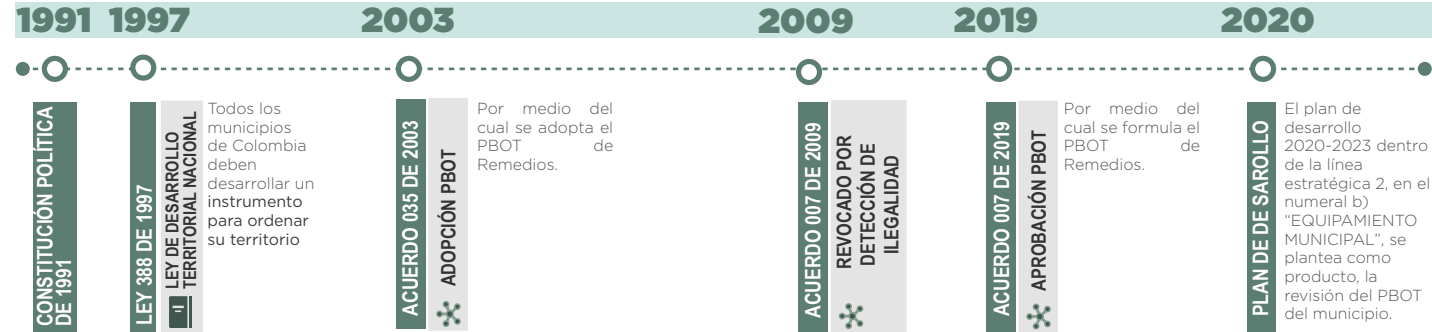 1991 1997 2003 2009 2019 2020
CONSTITUCIÓN POLÍTICA
DE 1991
LEY 388 DE 1997
LEY DE DESARROLLO
TERRITORIAL NACIONAL
Todos los
municipios
de Colombia
deben
desarrollar un
instrumento
para ordenar
su territorio
ACUERDO 035 DE 2003
ADOPCIÓN PBOT
Por medio del
cual se adopta el
PBOT de
Remedios.
ACUERDO 007 DE 2009
REVOCADO POR
DETECCIÓN DE
ILEGALIDAD
ACUERDO 007 DE 2019
APROBACIÓN PBOT
Por medio del
cual se formula el
PBOT de
Remedios.
PLAN DE DE SAROLLO
El plan de
desarrollo
2020-2023 dentro
de la línea
estratégica 2, en el
numeral b)
“EQUIPAMIENTO
MUNICIPAL”, se
plantea como
producto, la
revisión del PBOT
del municipio.